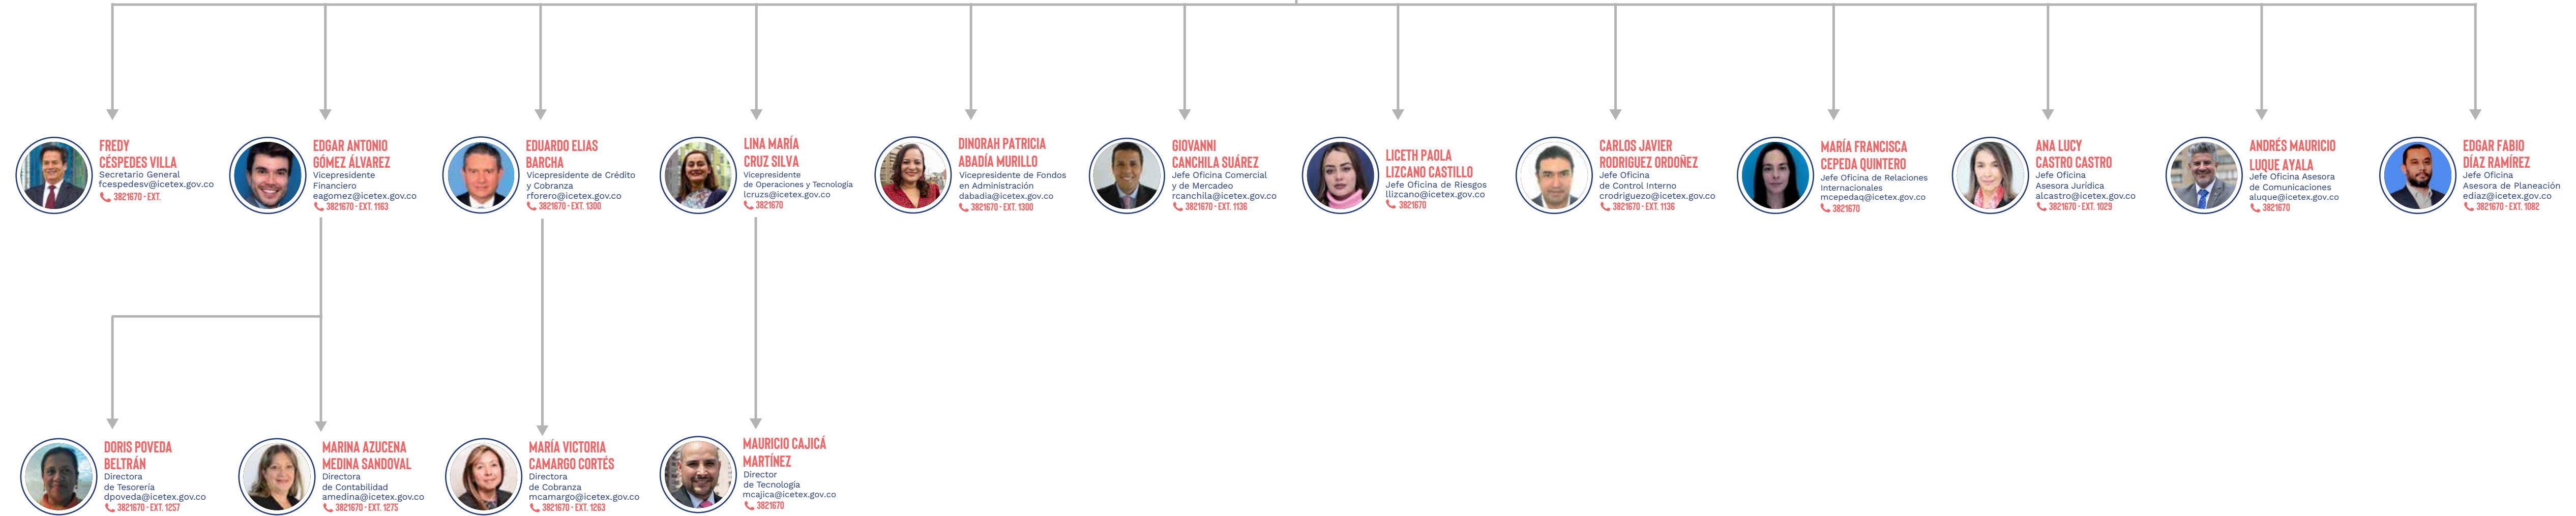 FREDY
CÉSPEDES VILLA
Secretario General
fcespedesv@icetex.gov.co
3821670 - EXT.
EDGAR ANTONIO
GÓMEZ ÁLVAREZ
Vicepresidente
Financiero
eagomez@icetex.gov.co
3821670 - EXT. 1163
EDUARDO ELIAS
BARCHA
Vicepresidente de Crédito
y Cobranza
rforero@icetex.gov.co
3821670 - EXT. 1300
LINA MARÍA
CRUZ SILVA
Vicepresidente
de Operaciones y Tecnología
lcruzs@icetex.gov.co
3821670
DINORAH PATRICIA
ABADÍA MURILLO
Vicepresidente de Fondos
en Administración
dabadia@icetex.gov.co
3821670 - EXT. 1300
GIOVANNI
CANCHILA SUÁREZ
Jefe Oficina Comercial
y de Mercadeo
rcanchila@icetex.gov.co
3821670 - EXT. 1136
LICETH PAOLA
LIZCANO CASTILLO
Jefe Oficina de Riesgos
llizcano@icetex.gov.co
3821670
CARLOS JAVIER
RODRIGUEZ ORDOÑEZ
Jefe Oficina
de Control Interno
crodriguezo@icetex.gov.co
3821670 - EXT. 1136
MARÍA FRANCISCA
CEPEDA QUINTERO
Jefe Oficina de Relaciones
Internacionales
mcepedaq@icetex.gov.co
3821670
ANA LUCY
CASTRO CASTRO
Jefe Oficina
Asesora Jurídica
alcastro@icetex.gov.co
3821670 - EXT. 1029
ANDRÉS MAURICIO
LUQUE AYALA
Jefe Oficina Asesora
de Comunicaciones
aluque@icetex.gov.co
3821670
EDGAR FABIO
DÍAZ RAMÍREZ
Jefe Oficina
Asesora de Planeación
ediaz@icetex.gov.co
3821670 - EXT. 1082
DORIS POVEDA
BELTRÁN
Directora
de Tesorería
dpoveda@icetex.gov.co
3821670 - EXT. 1257
MARINA AZUCENA
MEDINA SANDOVAL
Directora
de Contabilidad
amedina@icetex.gov.co
3821670 - EXT. 1275
MARÍA VICTORIA
CAMARGO CORTÉS
Directora
de Cobranza
mcamargo@icetex.gov.co
3821670 - EXT. 1263
MAURICIO CAJICÁ
MARTÍNEZ
Director
de Tecnología
mcajica@icetex.gov.co
3821670